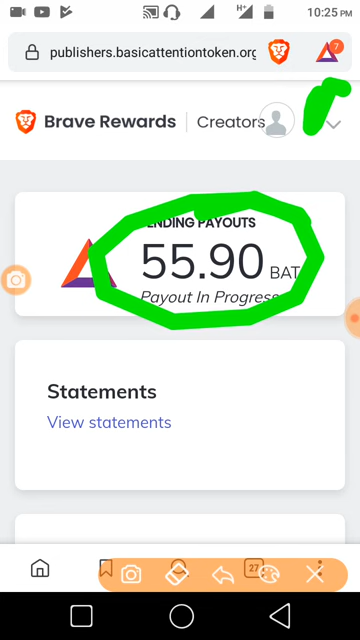 10:25 PM
publishers.basicattentiontoken.org
7
Brave Rewards
Creators
PAYOUTS
55.90 BAT
Payout In Progress
Statements
View statements
27